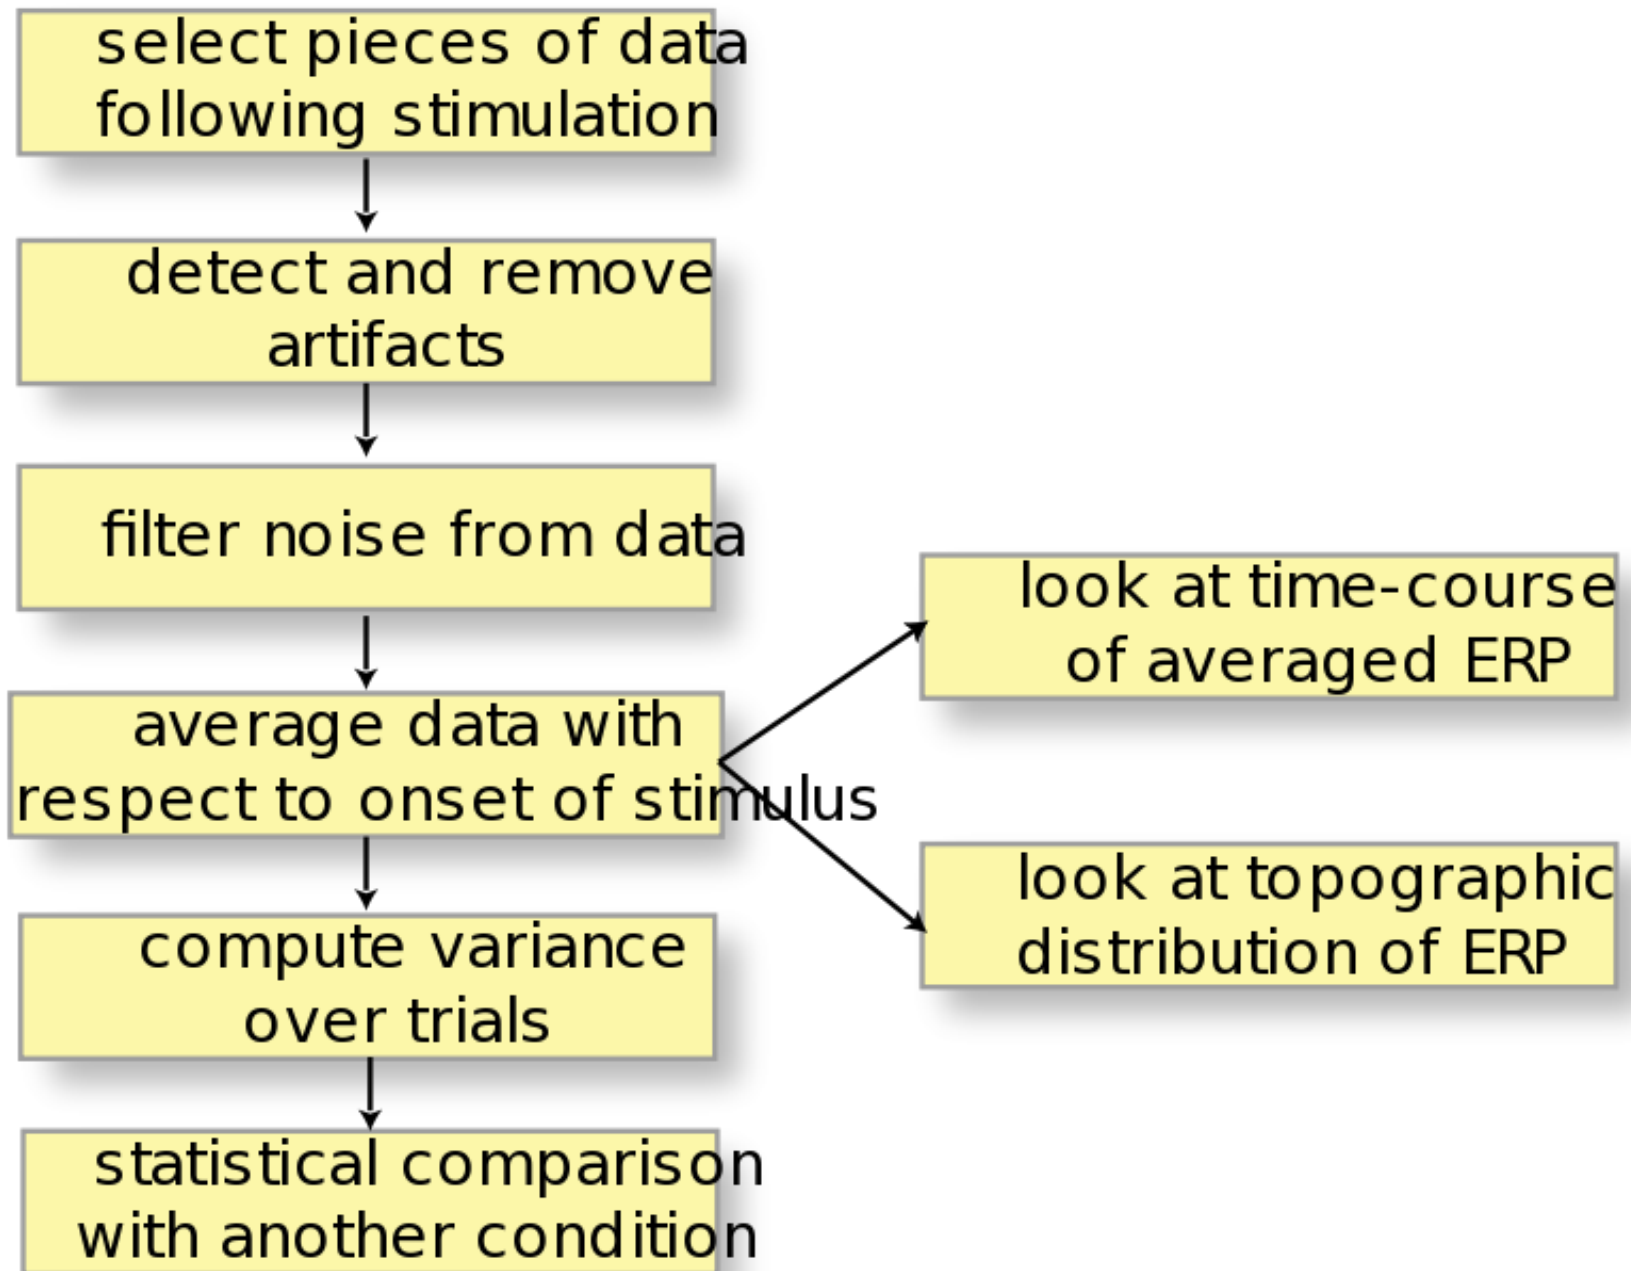 select pieces of data
following stimulation
detect and remove
artifacts
filter noise from data
average data with
respect to onset of stimulus
compute variance
over trials
statistical comparison
with another condition
look at time-course
of averaged ERP
look at topographic
distribution of ERP